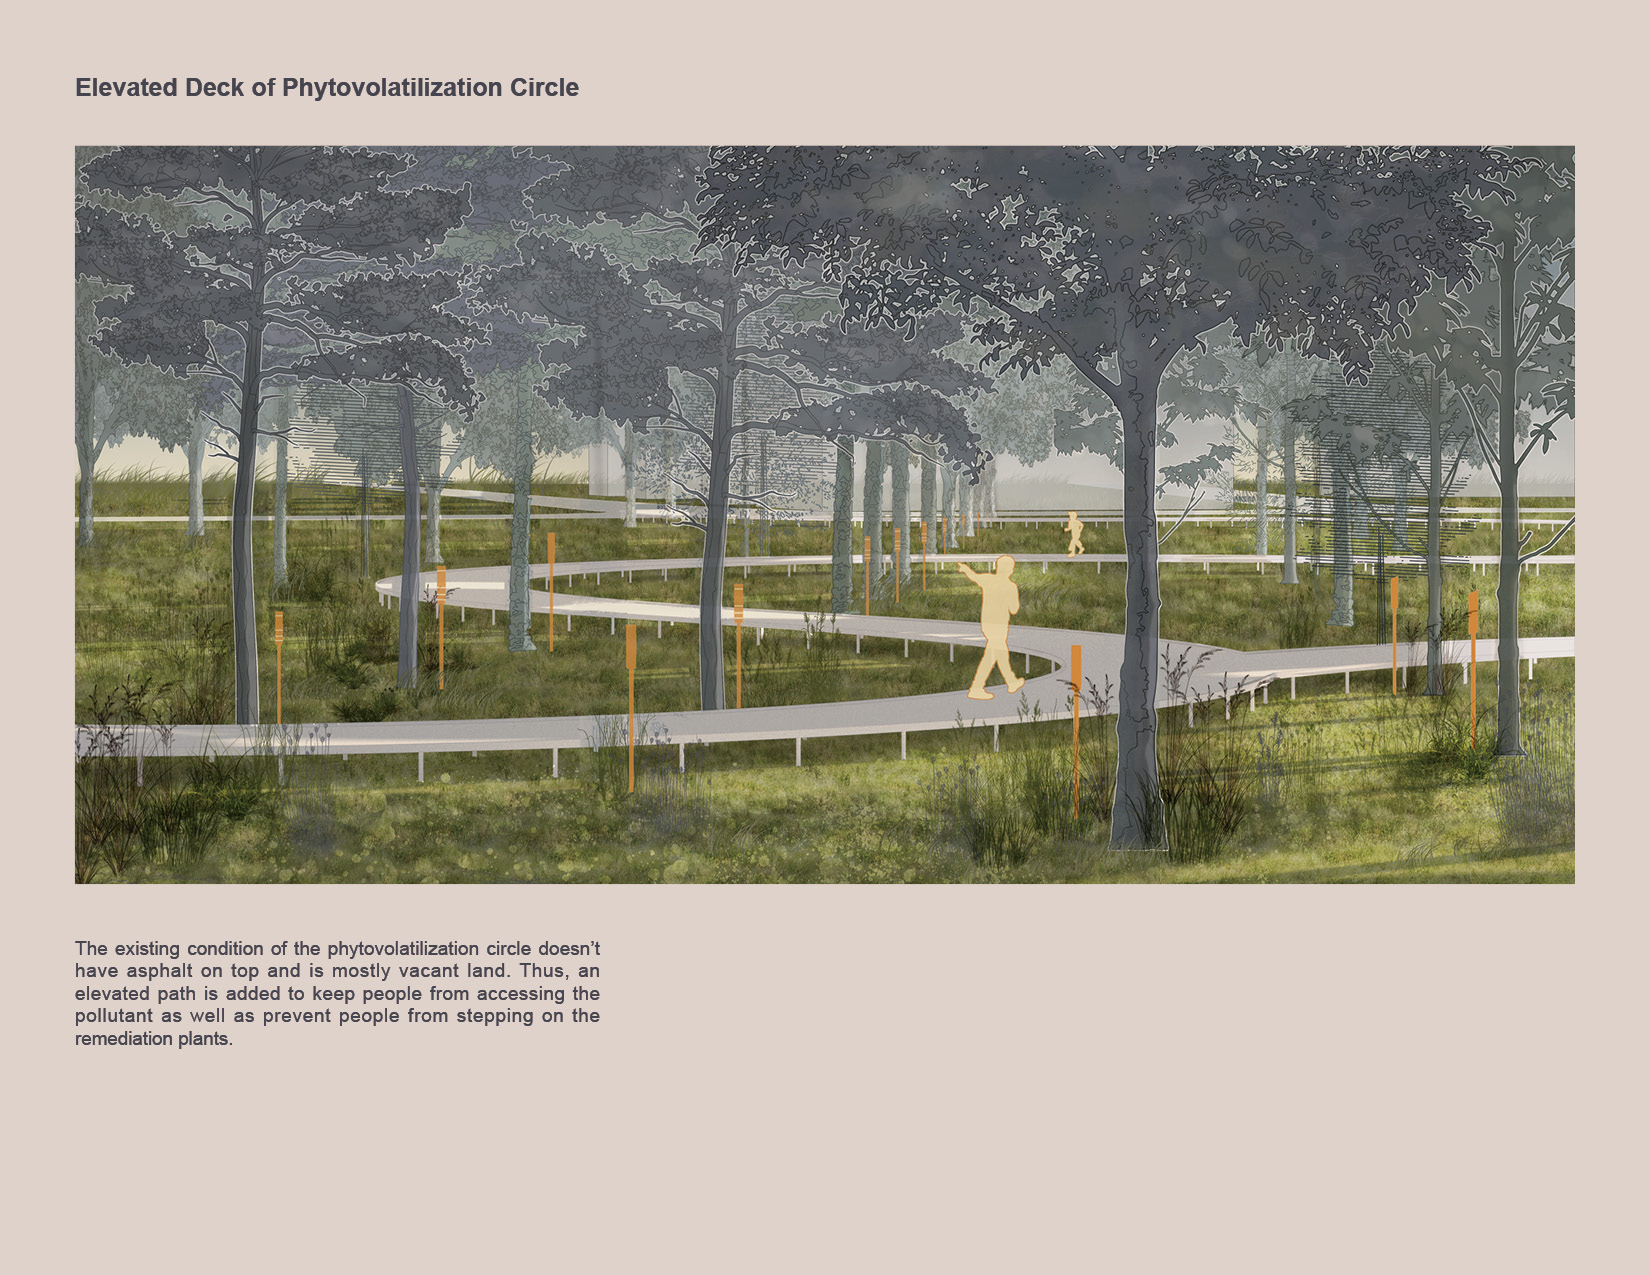 Elevated Deck of Phytovolatilization Circle
The existing condition of the phytovolatilization circle doesn’t
have asphalt on top and is mostly vacant land. Thus, an
elevated path is added to keep people from accessing the
pollutant as well as prevent people from stepping on the
remediation plants.